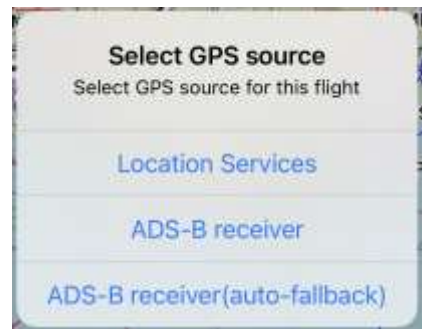 Select GPS source
Select GPS source for this flight
Location Services
ADS-B receiver
ADS-B receiver(auto-fallback)